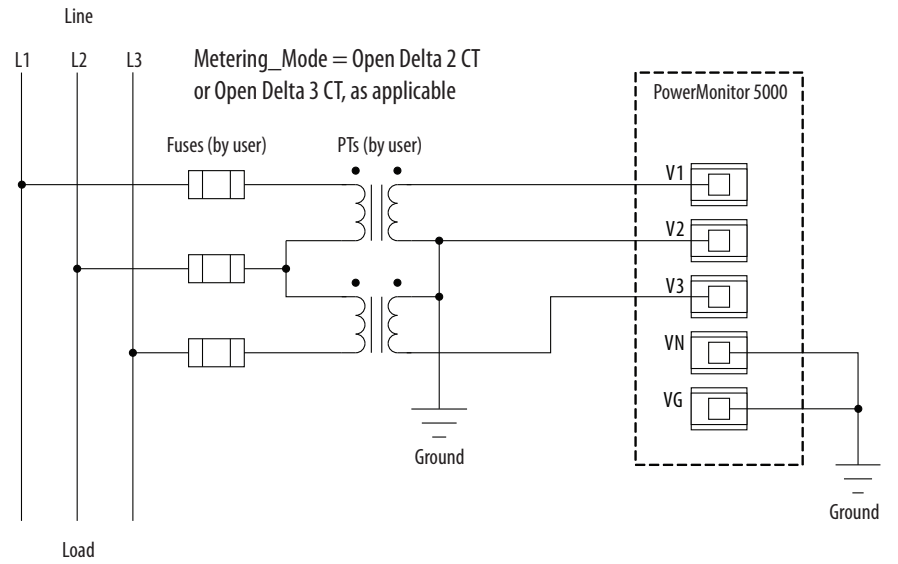 Line
L1 L2 L3
Metering_Mode = Open Delta 2 CT
or Open Delta 3 CT, as applicable
PowerMonitor 5000
Fuses (by user)
PTs (by user)
V1
V2
V3
VN
VG
Ground
Ground
Load